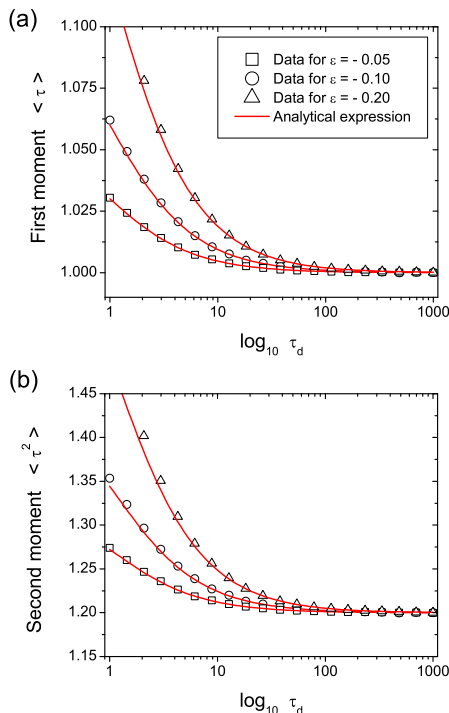 (a)
1.100
1.075
1.050
1.025
1.000
First moment < τ >
Data for ε = - 0.05
Data for ε = - 0.10
Data for ε = - 0.20
Analytical expression
1 10 100 1000
log10 τd
(b)
1.45
1.40
1.35
1.30
1.25
1.20
1.15
Second moment < τ² >
1 10 100 1000
log10 τd